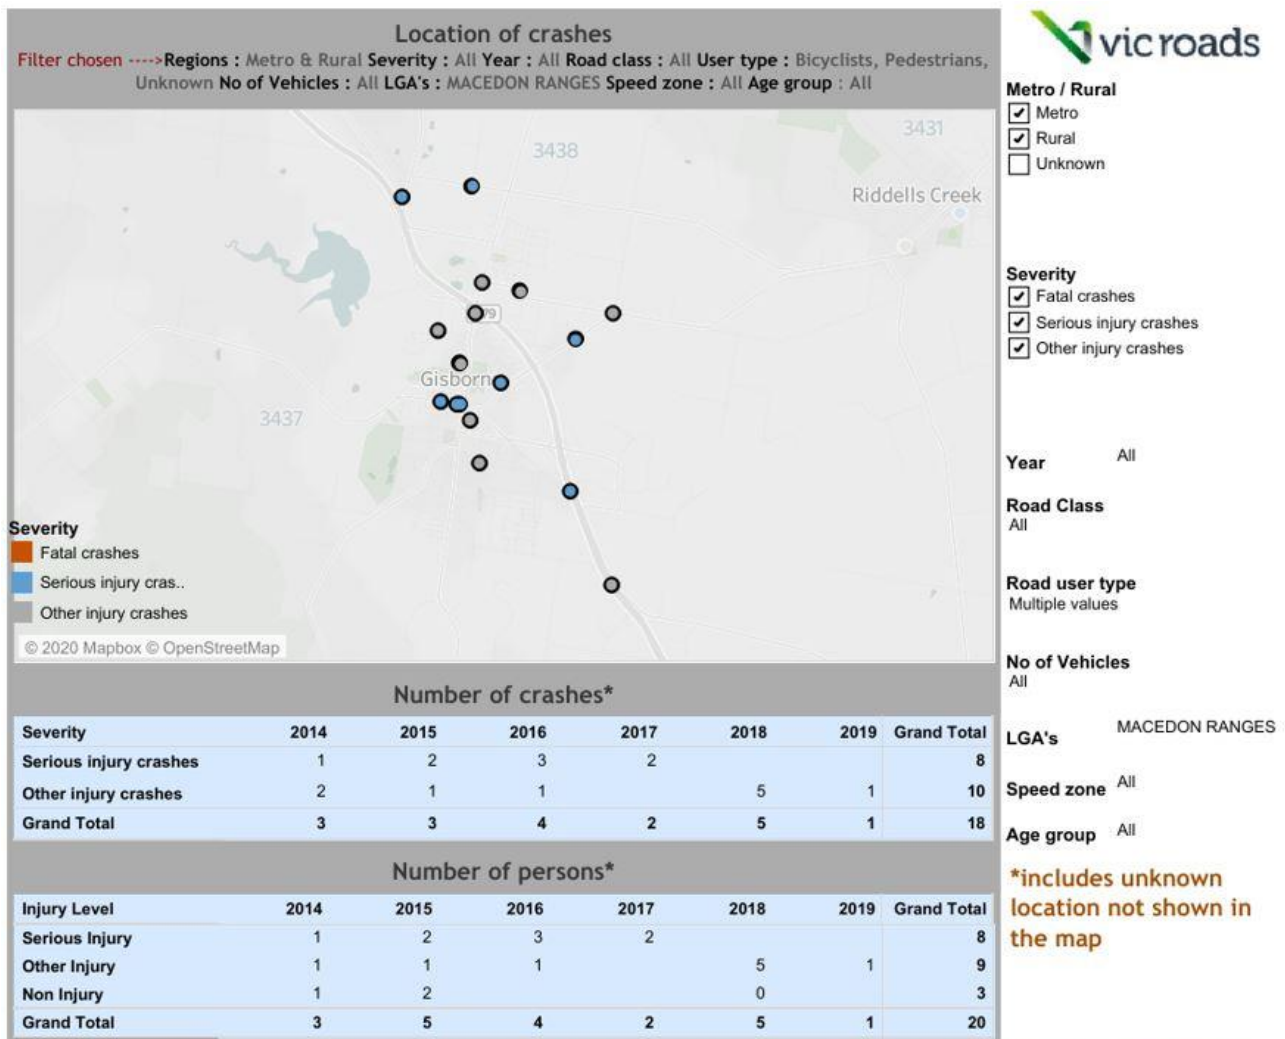 Location of crashes
Filter chosen ---->Regions : Metro & Rural Severity : All Year : All Road class : All User type : Bicyclists, Pedestrians,
Unknown No of Vehicles : All LGA's : MACEDON RANGES Speed zone : All Age group : All
vic roads
Metro / Rural
Metro
Rural
Unknown
3431
3438
Riddells Creek
79
Gisborn
3437
Severity
Fatal crashes
Serious injury crashes
Other injury crashes
Severity
Fatal crashes
Serious injury cras..
Other injury crashes
© 2020 Mapbox © OpenStreetMap
Year All
Road Class
All
Road user type
Multiple values
No of Vehicles
All
LGA's MACEDON RANGES
Speed zone All
Age group All
*includes unknown
location not shown in
the map
Number of crashes*
Severity 2014 2015 2016 2017 2018 2019 Grand Total
Serious injury crashes 1 2 3 2 8
Other injury crashes 2 1 1 5 1 10
Grand Total 3 3 4 2 5 1 18
Number of persons*
Injury Level 2014 2015 2016 2017 2018 2019 Grand Total
Serious Injury 1 2 3 2 8
Other Injury 1 1 1 5 1 9
Non Injury 1 2 0 3
Grand Total 3 5 4 2 5 1 20